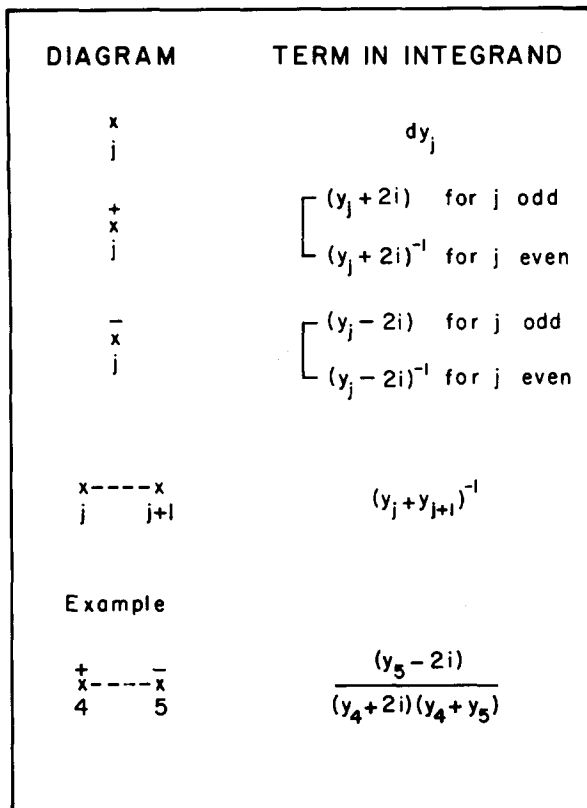 DIAGRAM TERM IN INTEGRAND
x
j
dy_j
+
x
j
(y_j + 2i) for j odd
(y_j + 2i)^{-1} for j even
−
x
j
(y_j − 2i) for j odd
(y_j − 2i)^{-1} for j even
x----x
j j+1
(y_j + y_{j+1})^{-1}
Example
+ −
x----x
4 5
(y_5 − 2i)
(y_4 + 2i)(y_4 + y_5)